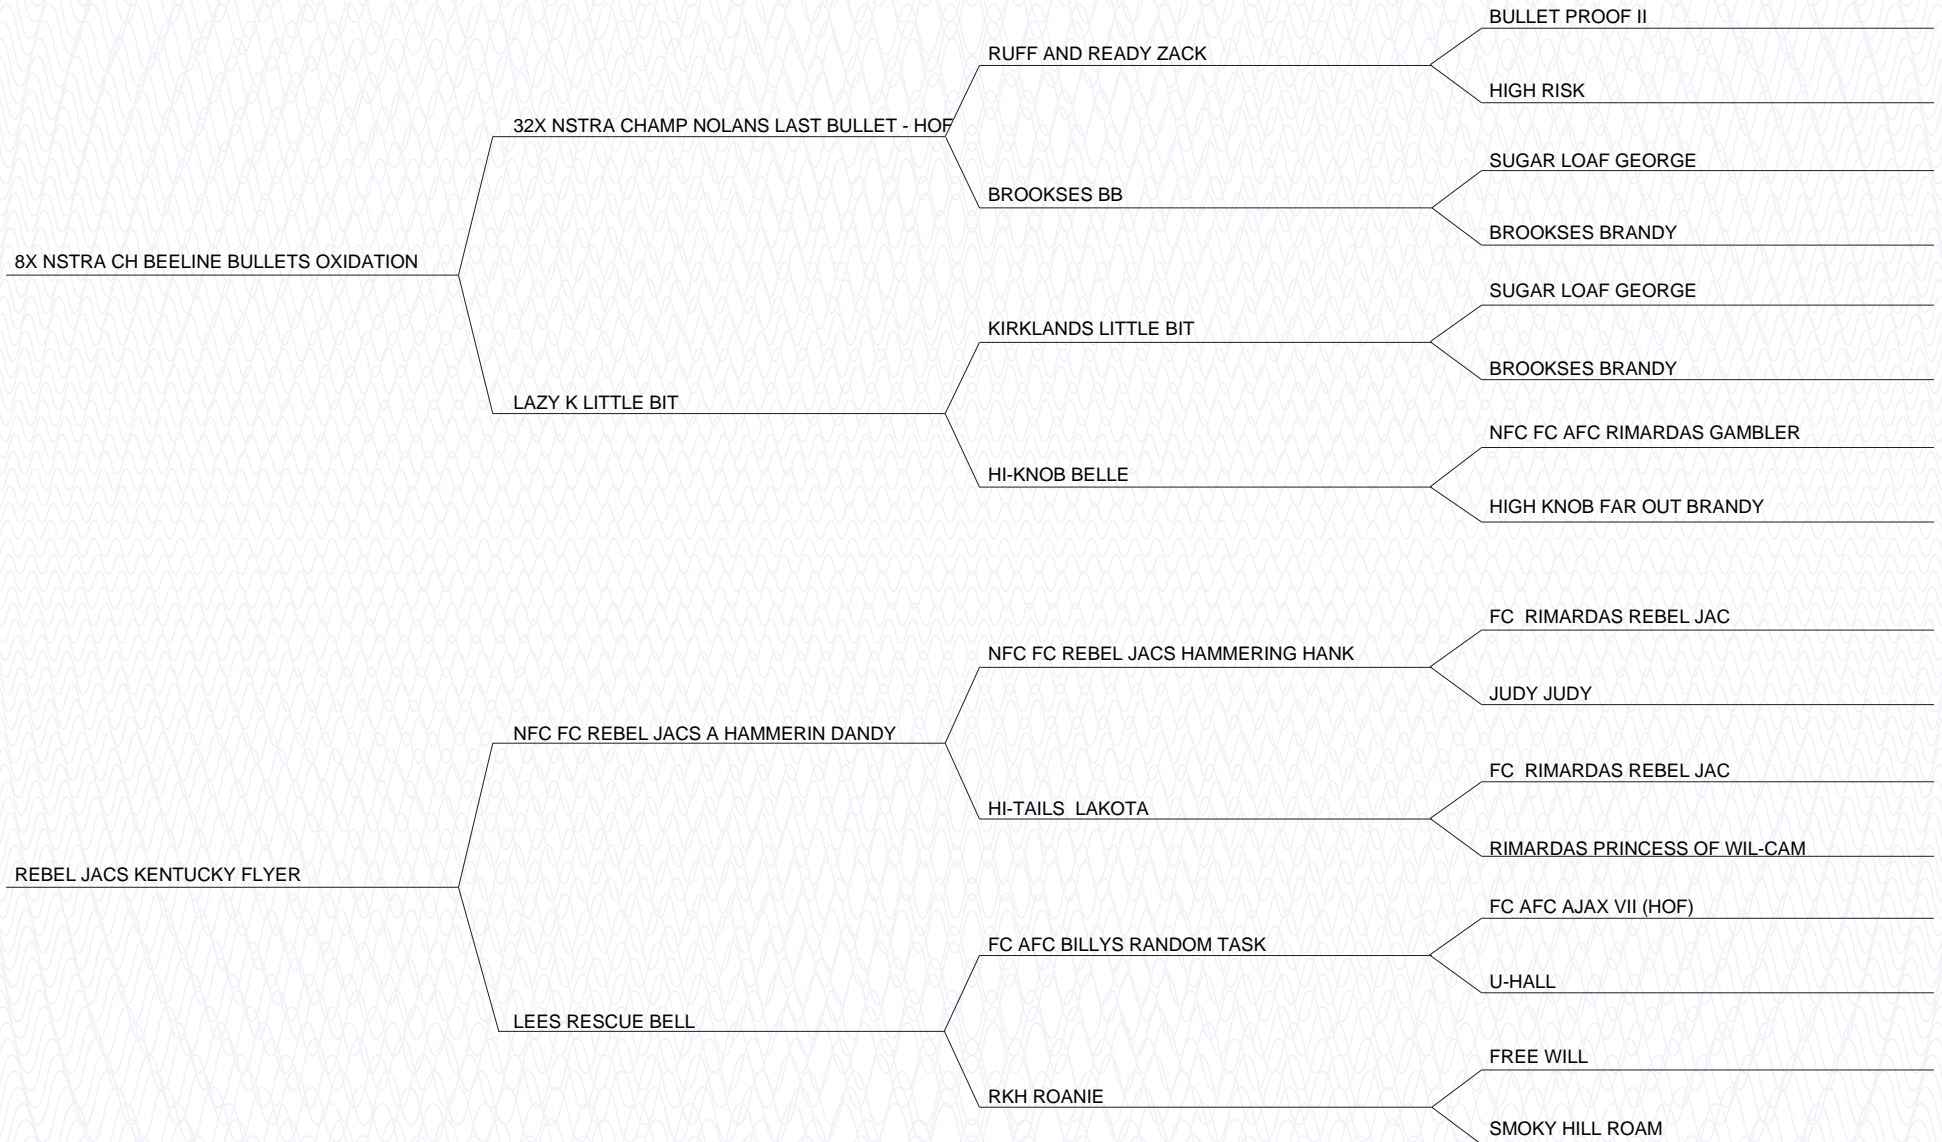 BULLET PROOF II
RUFF AND READY ZACK
HIGH RISK
32X NSTRA CHAMP NOLANS LAST BULLET - HOF
SUGAR LOAF GEORGE
BROOKSES BB
BROOKSES BRANDY
8X NSTRA CH BEELINE BULLETS OXIDATION
SUGAR LOAF GEORGE
KIRKLANDS LITTLE BIT
BROOKSES BRANDY
LAZY K LITTLE BIT
NFC FC AFC RIMARDAS GAMBLER
HI-KNOB BELLE
HIGH KNOB FAR OUT BRANDY
FC  RIMARDAS REBEL JAC
NFC FC REBEL JACS HAMMERING HANK
JUDY JUDY
NFC FC REBEL JACS A HAMMERIN DANDY
FC  RIMARDAS REBEL JAC
HI-TAILS  LAKOTA
RIMARDAS PRINCESS OF WIL-CAM
REBEL JACS KENTUCKY FLYER
FC AFC AJAX VII (HOF)
FC AFC BILLYS RANDOM TASK
U-HALL
LEES RESCUE BELL
FREE WILL
RKH ROANIE
SMOKY HILL ROAM